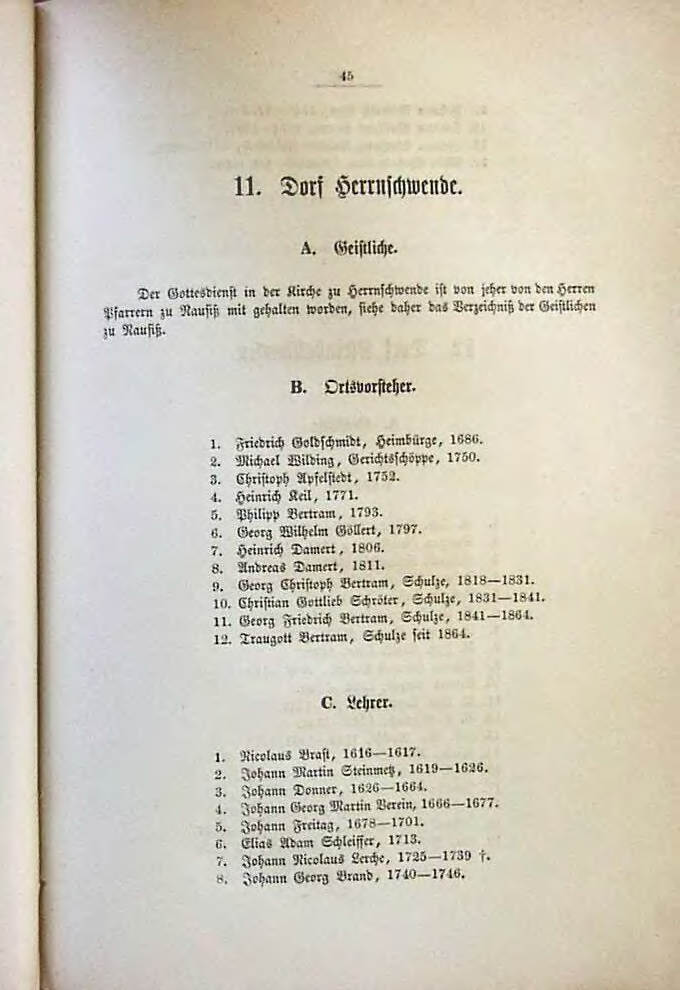 45
11. Dorf Herrnschwende.
A. Geistliche.
Der Gottesdienst in der Kirche zu Herrnschwende ist von jeher von den Herren
Pfarrern zu Nausiß mit gehalten worden, siehe daher das Verzeichniß der Geistlichen
zu Nausiß.
B. Ortsvorsteher.
1. Friedrich Goldschmidt, Heimbürge, 1686.
2. Michael Wilding, Gerichtsschöppe, 1750.
3. Christoph Apfelstedt, 1752.
4. Heinrich Keil, 1771.
5. Philipp Bertram, 1793.
6. Georg Wilhelm Göllert, 1797.
7. Heinrich Damert, 1806.
8. Andreas Damert, 1811.
9. Georg Christoph Bertram, Schulze, 1818—1831.
10. Christian Gottlieb Schröter, Schulze, 1831—1841.
11. Georg Friedrich Bertram, Schulze, 1841—1864.
12. Traugott Bertram, Schulze seit 1864.
C. Lehrer.
1. Nicolaus Brast, 1616—1617.
2. Johann Martin Steinmetz, 1619—1626.
3. Johann Donner, 1626—1664.
4. Johann Georg Martin Verein, 1666—1677.
5. Johann Freitag, 1678—1701.
6. Elias Adam Schleiffer, 1713.
7. Johann Nicolaus Lerche, 1725—1739 †.
8. Johann Georg Brand, 1740—1746.